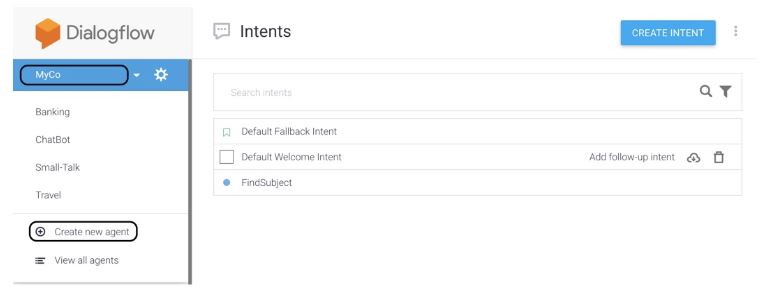 Dialogflow
Intents
CREATE INTENT
MyCo
Banking
ChatBot
Small-Talk
Travel
Create new agent
View all agents
Search intents
Default Fallback Intent
Default Welcome Intent
Add follow-up intent
FindSubject